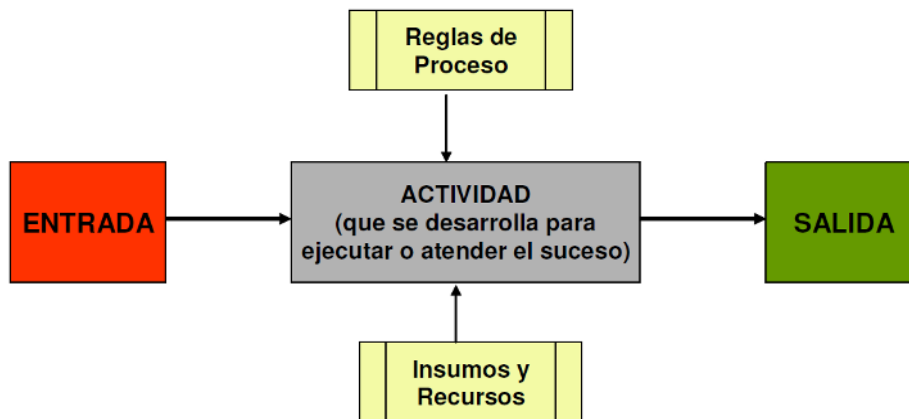 Reglas de
Proceso
ENTRADA
ACTIVIDAD
(que se desarrolla para
ejecutar o atender el suceso)
SALIDA
Insumos y
Recursos